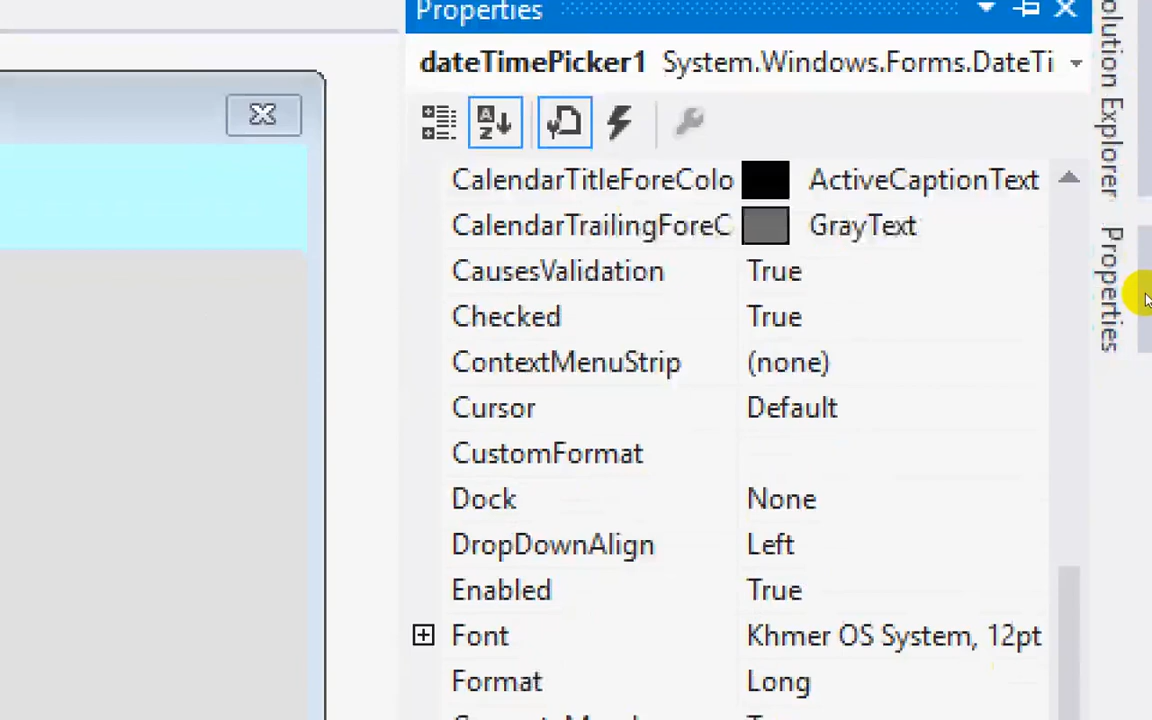 Properties
dateTimePicker1 System.Windows.Forms.DateTi
CalendarTitleForeColo ActiveCaptionText
CalendarTrailingForeC GrayText
CausesValidation True
Checked True
ContextMenuStrip (none)
Cursor Default
CustomFormat
Dock None
DropDownAlign Left
Enabled True
Font Khmer OS System, 12pt
Format Long
olution Explorer
Properties